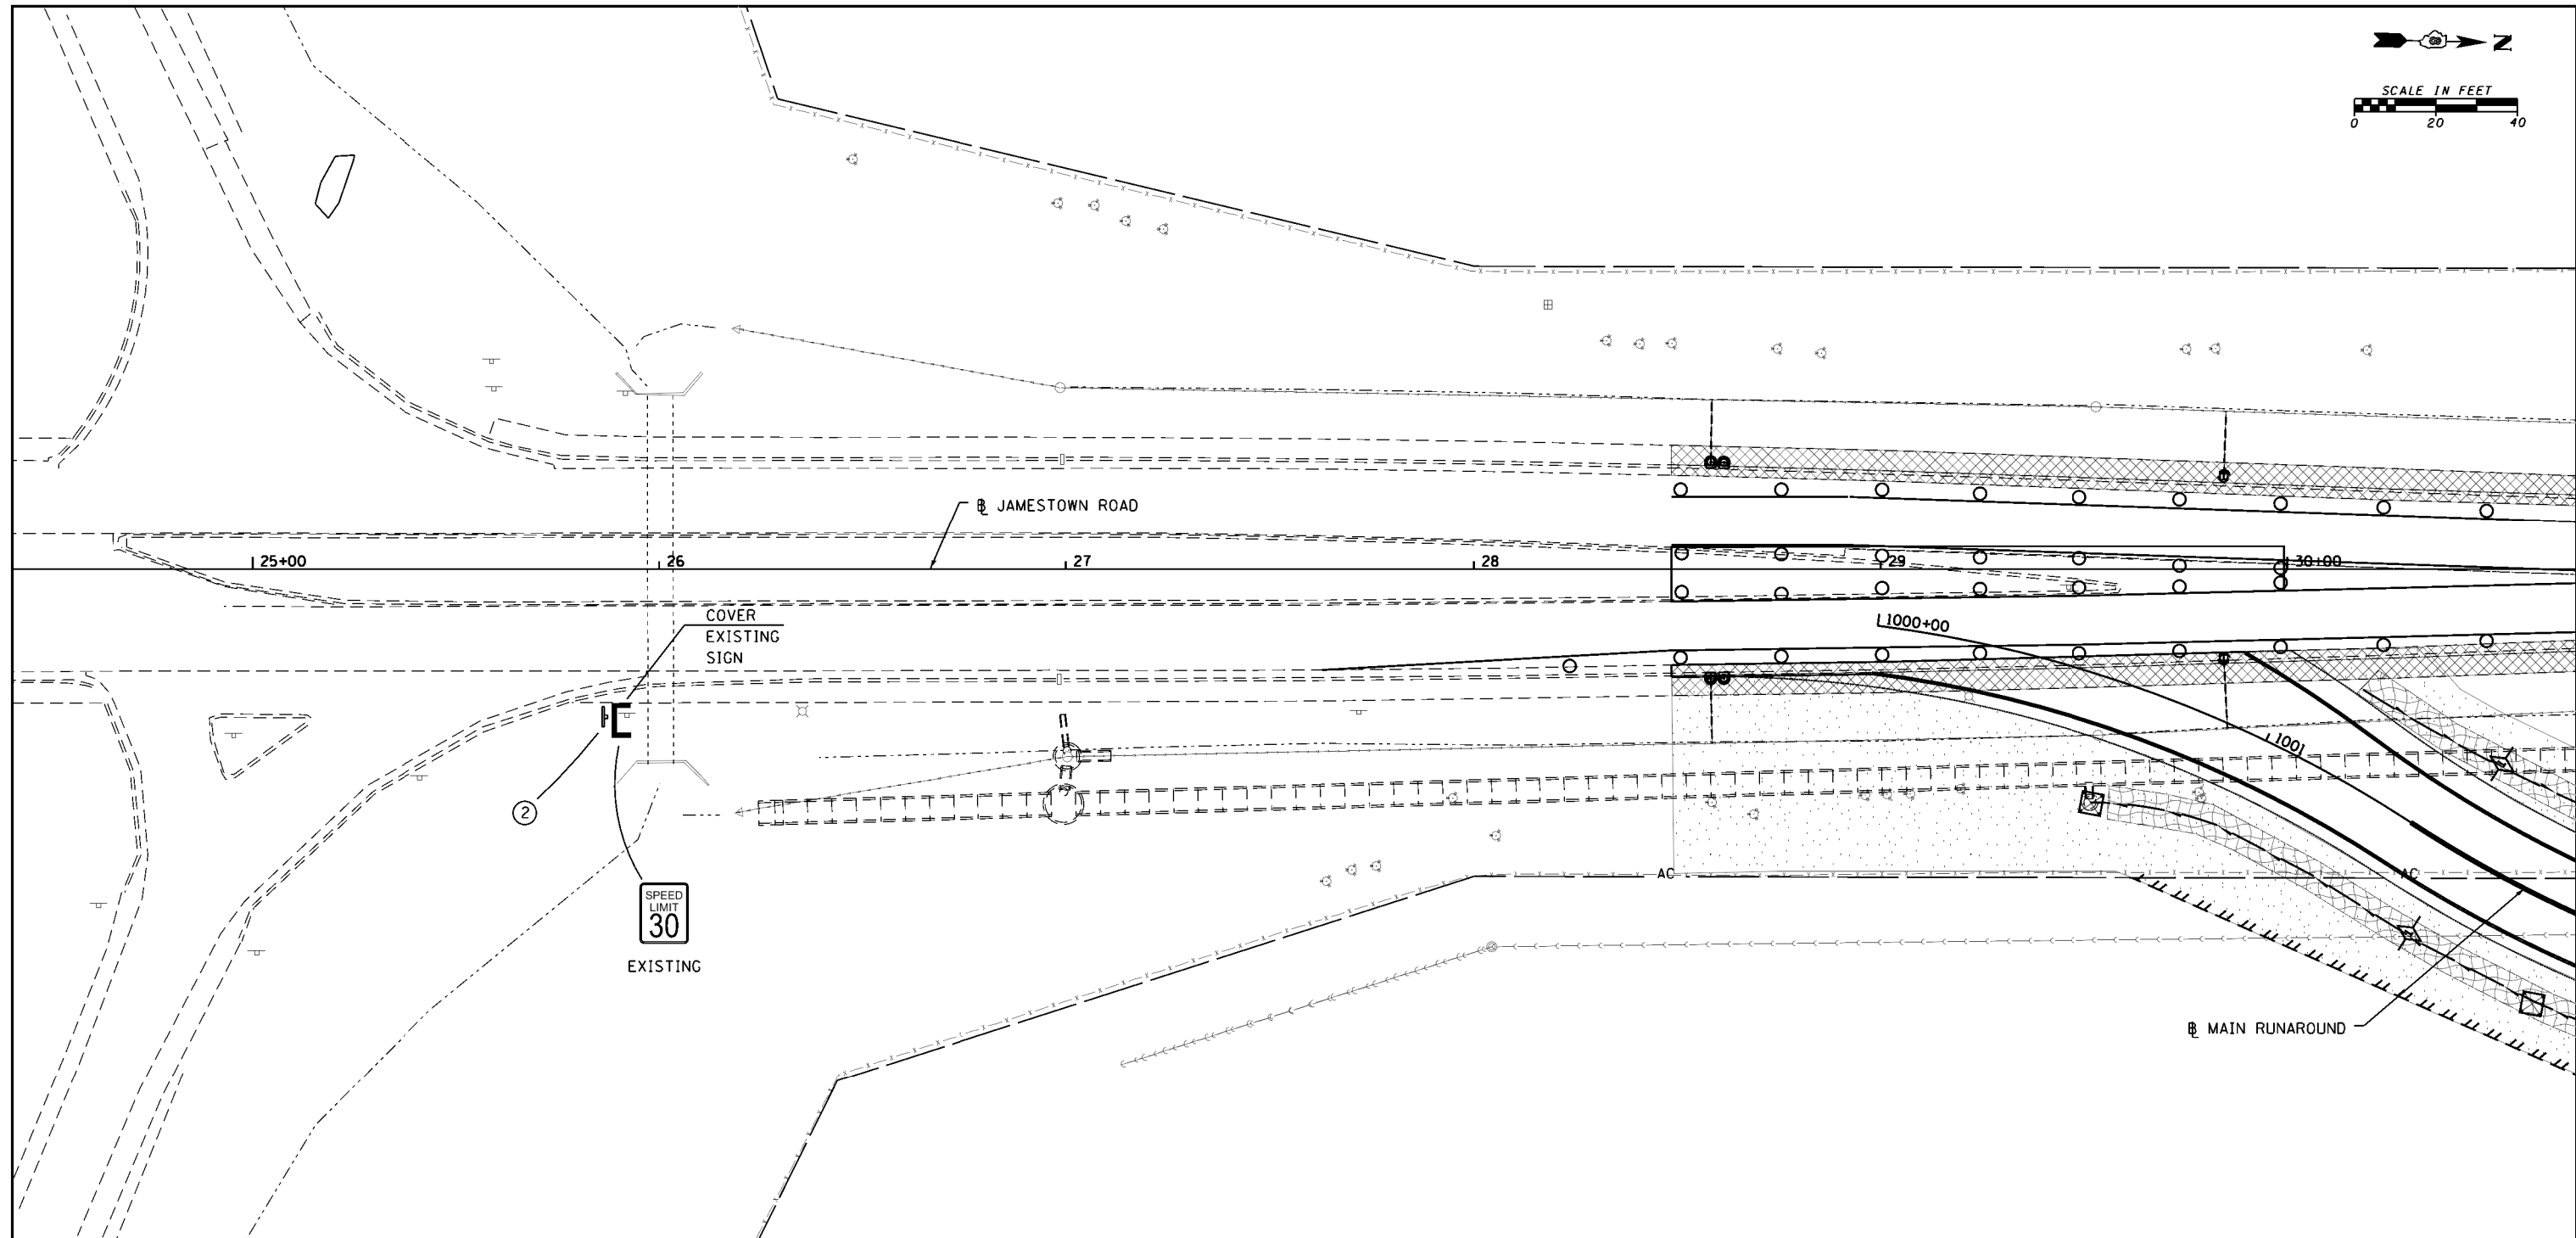 N
SCALE IN FEET
0 20 40
℄ JAMESTOWN ROAD
25+00 26 27 28 29 30+00
COVER
EXISTING
SIGN
1000+00
1001
2
AC AC
SPEED
LIMIT
30
EXISTING
℄ MAIN RUNAROUND